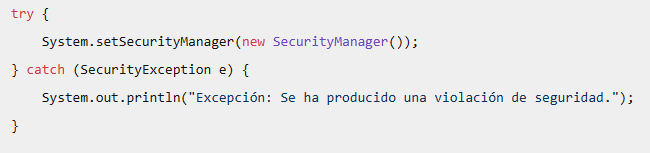 try {
    System.setSecurityManager(new SecurityManager());
} catch (SecurityException e) {
    System.out.println("Excepción: Se ha producido una violación de seguridad.");
}